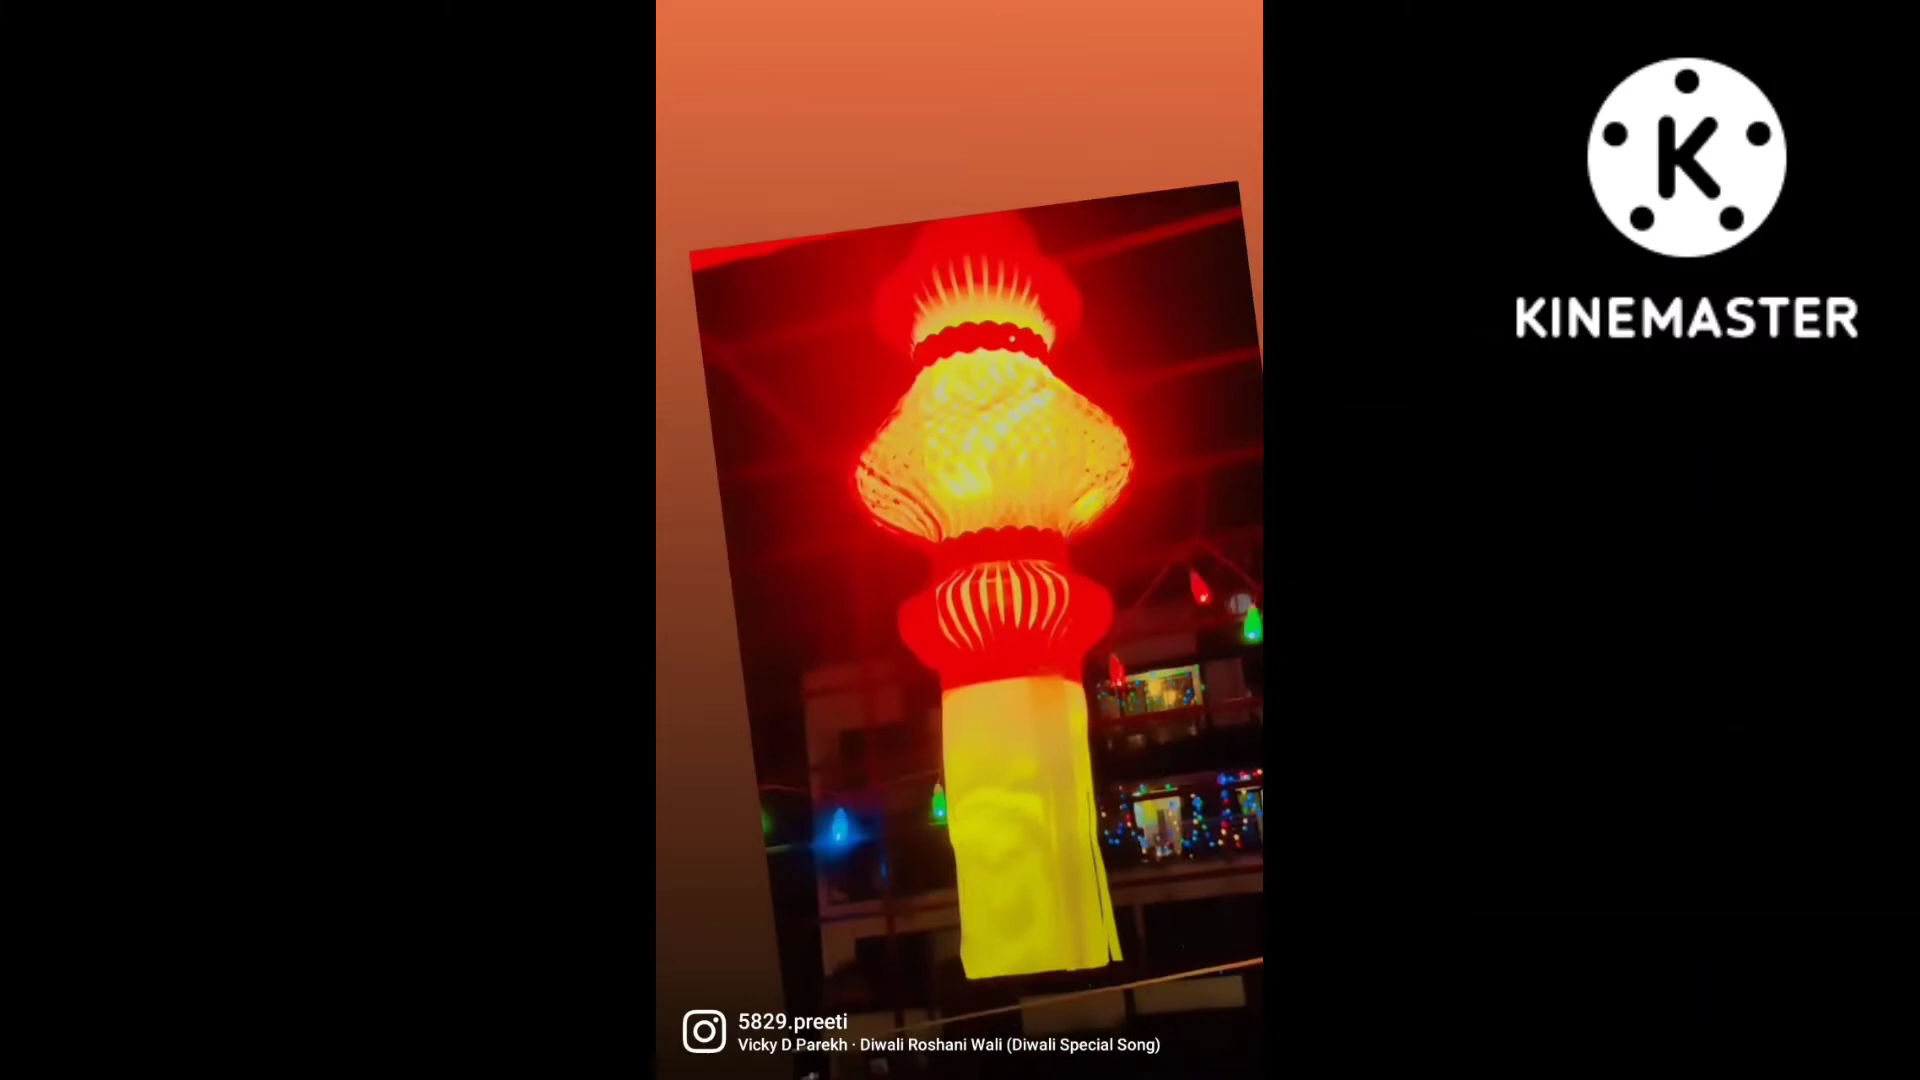 K
KINEMASTER
5829.preeti
Vicky D Parekh · Diwali Roshani Wali (Diwali Special Song)